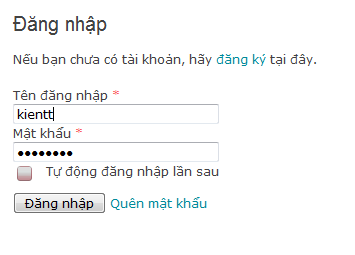 Đăng nhập
Nếu bạn chưa có tài khoản, hãy đăng ký tại đây.
Tên đăng nhập *
kientt
Mật khẩu *
●●●●●●●●
Tự động đăng nhập lần sau
Đăng nhập Quên mật khẩu